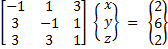 [-1 1 3] {x} = {2}
[3 -1 1] {y} = {6}
[3 3 1] {z} = {2}